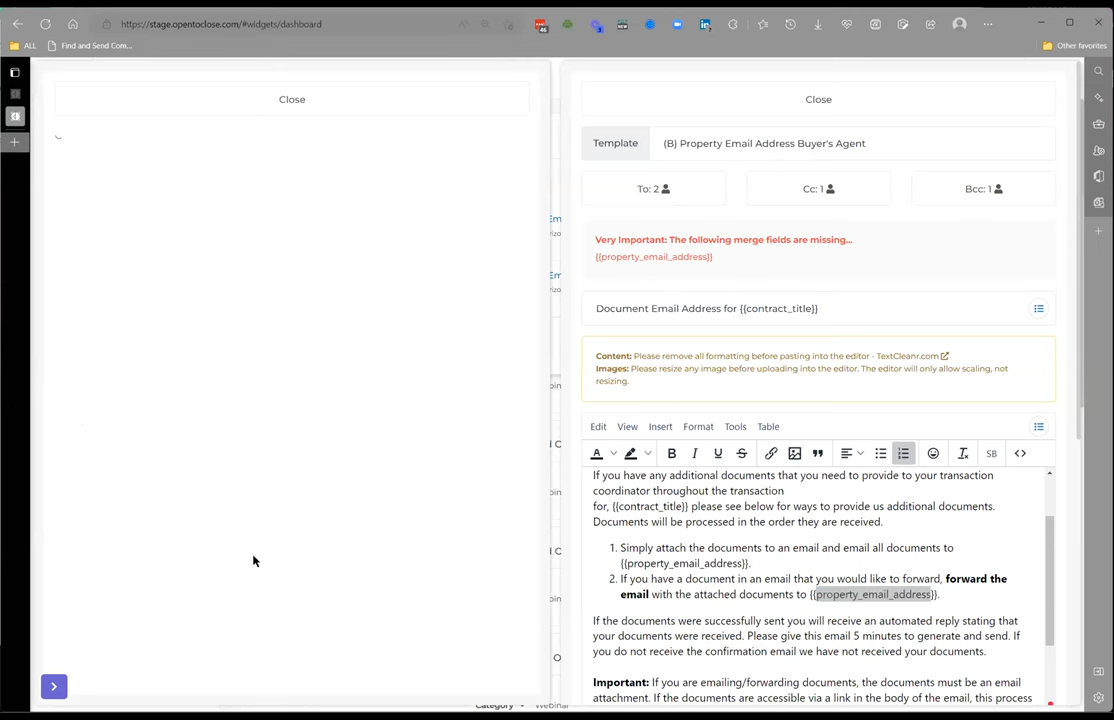 https://stage.opentoclose.com/#widgets/dashboard
46
ALL
Find and Send Com...
Other favorites
Close
Close
Template
(B) Property Email Address Buyer's Agent
To: 2
Cc: 1
Bcc: 1
Very Important: The following merge fields are missing...
{{property_email_address}}
Document Email Address for {{contract_title}}
Content: Please remove all formatting before pasting into the editor - TextCleanr.com
Images: Please resize any image before uploading into the editor. The editor will only allow scaling, not
resizing.
Edit View Insert Format Tools Table
A B I U S SB
If you have any additional documents that you need to provide to your transaction
coordinator throughout the transaction
for, {{contract_title}} please see below for ways to provide us additional documents.
Documents will be processed in the order they are received.
1. Simply attach the documents to an email and email all documents to
{{property_email_address}}.
2. If you have a document in an email that you would like to forward, forward the
email with the attached documents to {{property_email_address}}.
If the documents were successfully sent you will receive an automated reply stating that
your documents were received. Please give this email 5 minutes to generate and send. If
you do not receive the confirmation email we have not received your documents.
Important: If you are emailing/forwarding documents, the documents must be an email
attachment. If the documents are accessible via a link in the body of the email, this process
Category
Webinar